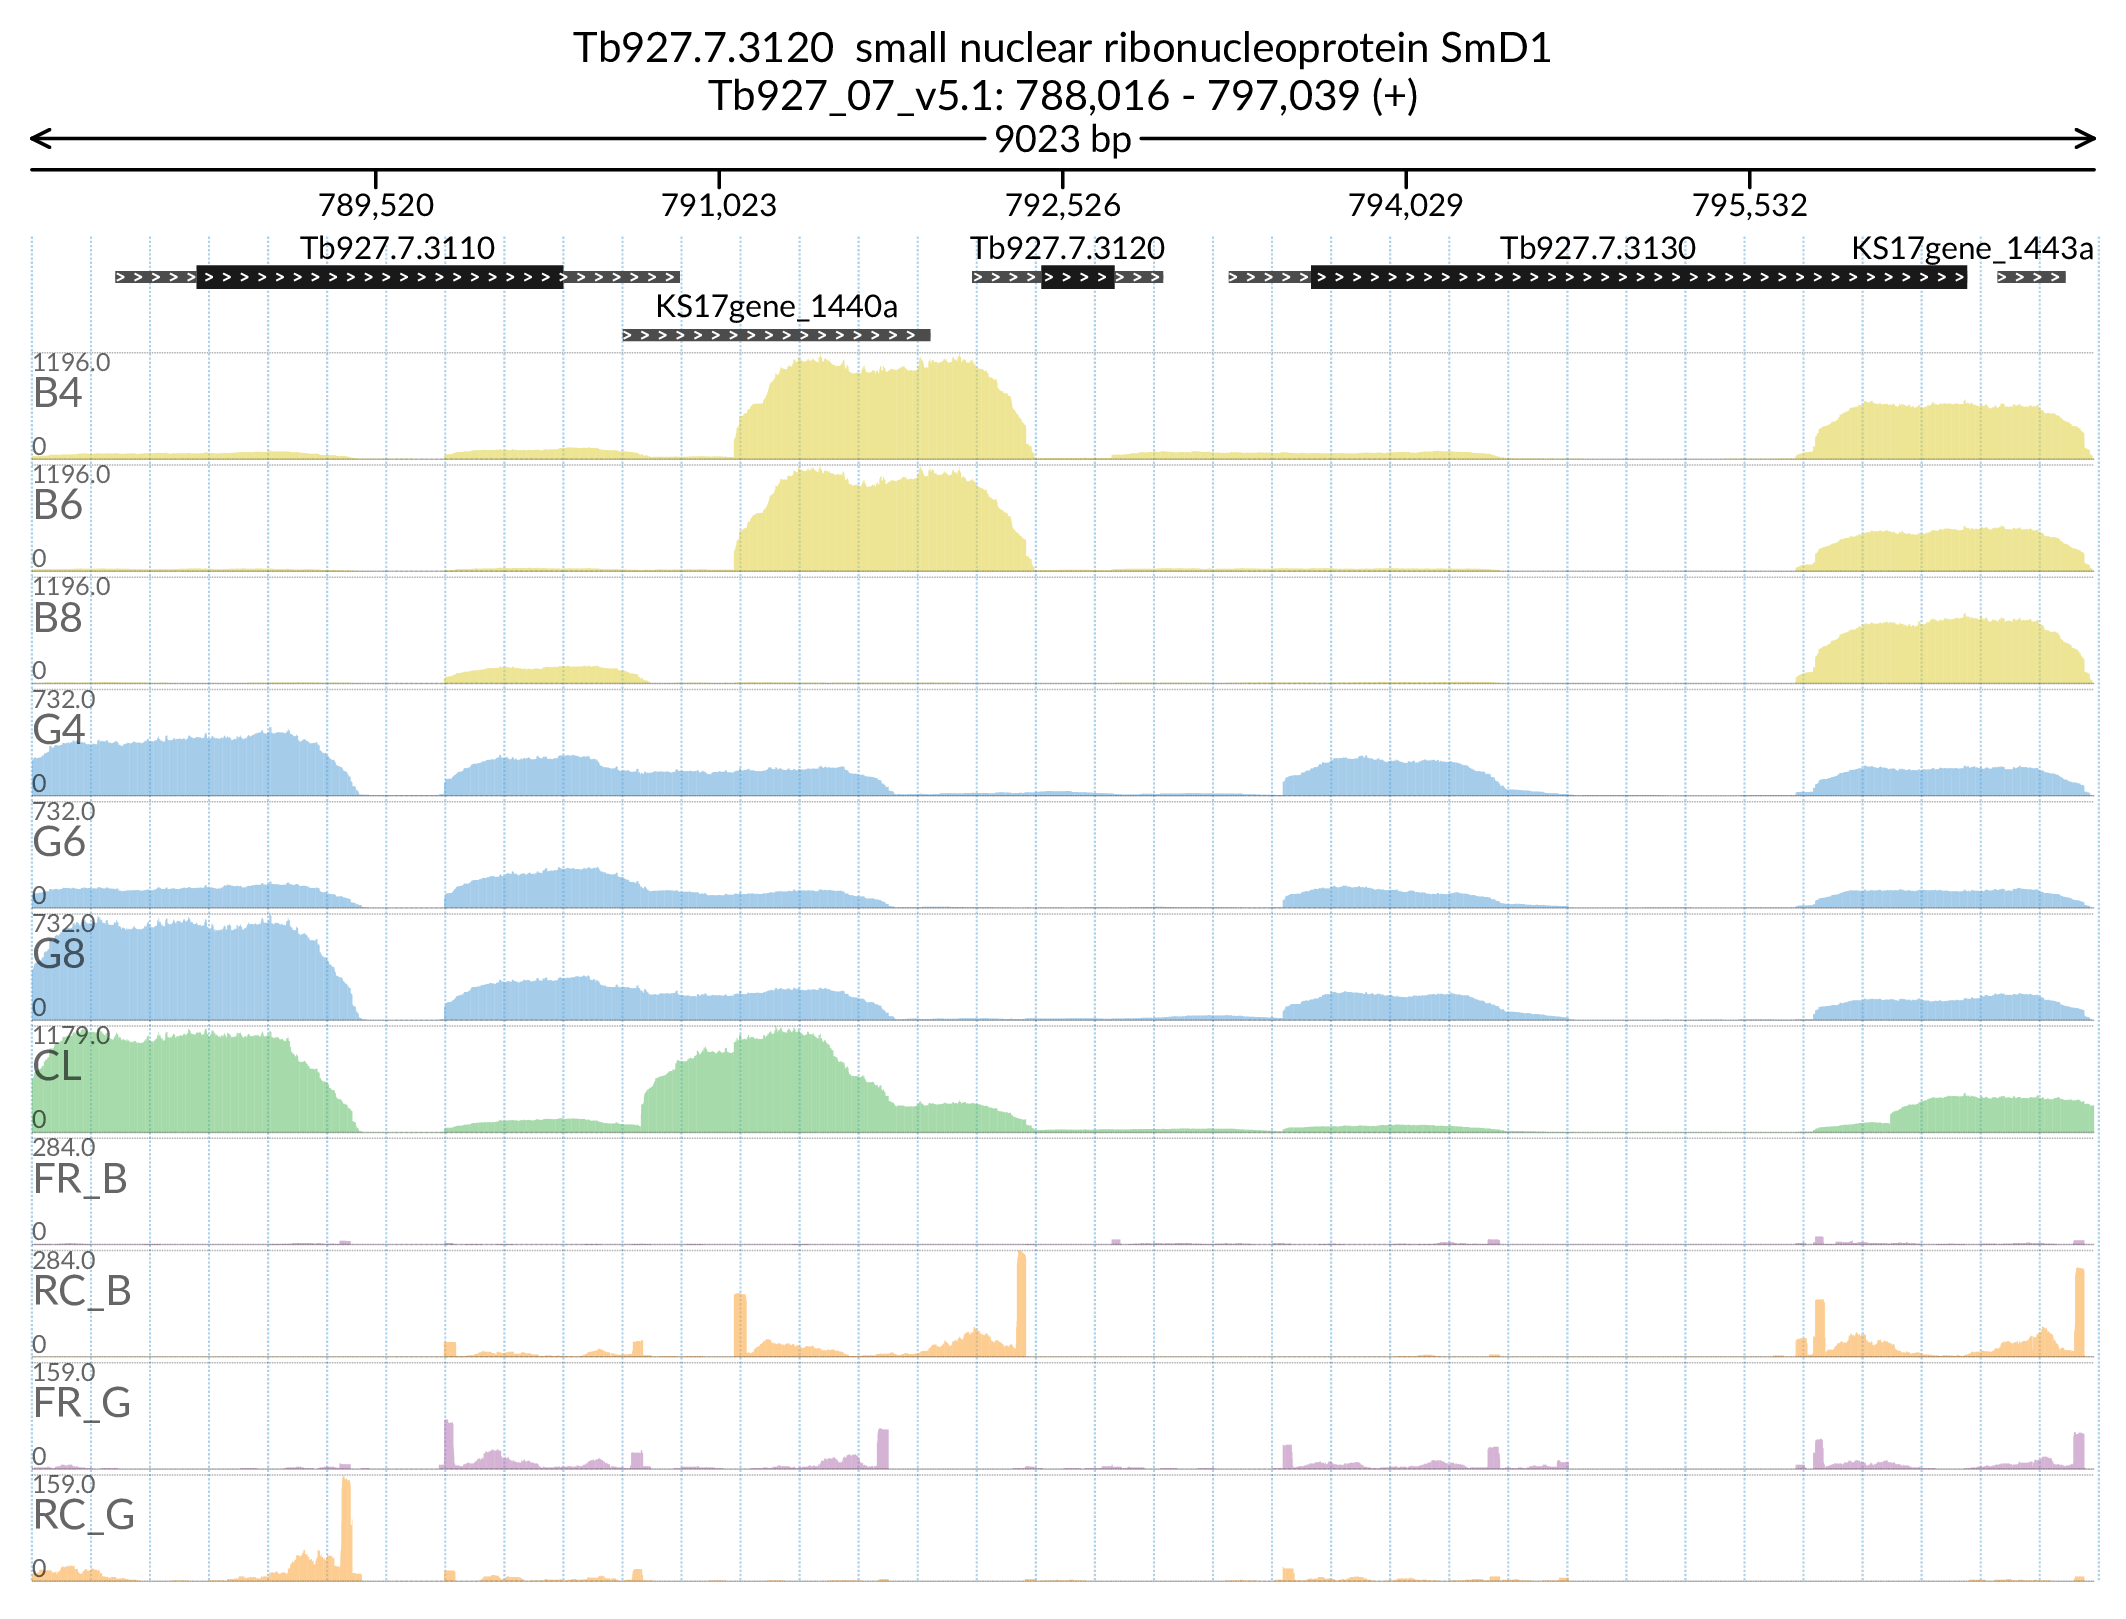 Tb927.7.3120 small nuclear ribonucleoprotein SmD1
Tb927_07_v5.1: 788,016 - 797,039 (+)
9023 bp
789,520 791,023 792,526 794,029 795,532
Tb927.7.3110 Tb927.7.3120 Tb927.7.3130 KS17gene_1443a
KS17gene_1440a
1196.0
B4
0
1196.0
B6
0
1196.0
B8
0
732.0
G4
0
732.0
G6
0
732.0
G8
0
1179.0
CL
0
284.0
FR_B
0
284.0
RC_B
0
159.0
FR_G
0
159.0
RC_G
0